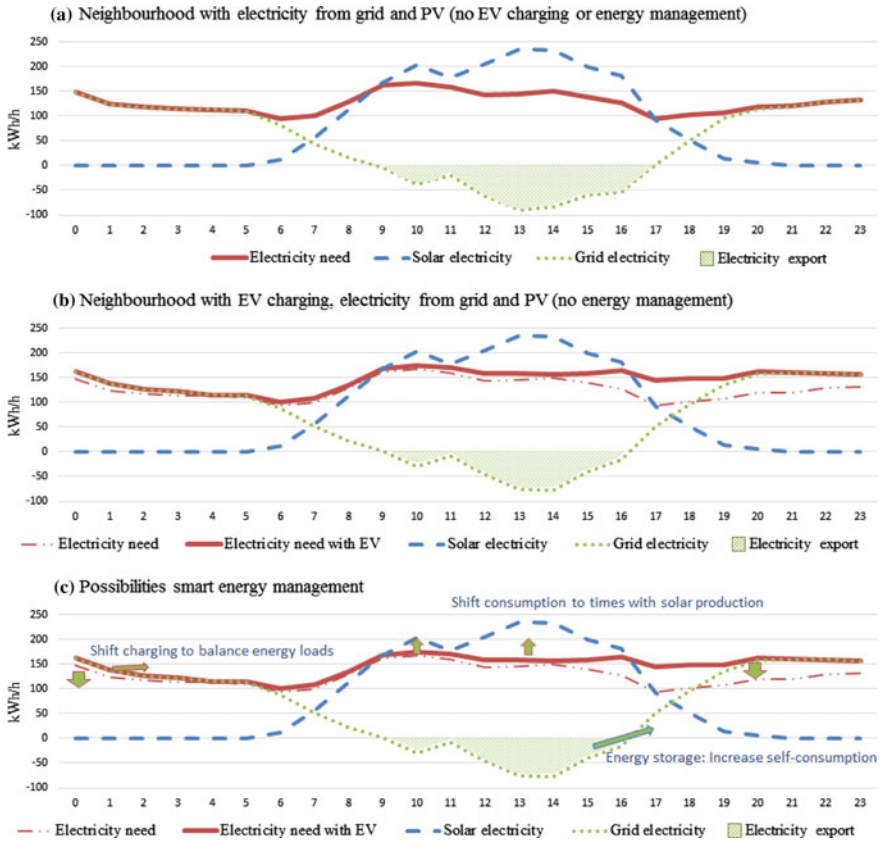 (a) Neighbourhood with electricity from grid and PV (no EV charging or energy management)
250
200
150
100
50
0
-50
-100
kWh/h
0 1 2 3 4 5 6 7 8 9 10 11 12 13 14 15 16 17 18 19 20 21 22 23
Electricity need Solar electricity Grid electricity Electricity export
(b) Neighbourhood with EV charging, electricity from grid and PV (no energy management)
250
200
150
100
50
0
-50
-100
kWh/h
0 1 2 3 4 5 6 7 8 9 10 11 12 13 14 15 16 17 18 19 20 21 22 23
Electricity need Electricity need with EV Solar electricity Grid electricity Electricity export
(c) Possibilities smart energy management
Shift consumption to times with solar production
Shift charging to balance energy loads
250
200
150
100
50
0
-50
-100
kWh/h
Energy storage: Increase self-consumption
0 1 2 3 4 5 6 7 8 9 10 11 12 13 14 15 16 17 18 19 20 21 22 23
Electricity need Electricity need with EV Solar electricity Grid electricity Electricity export